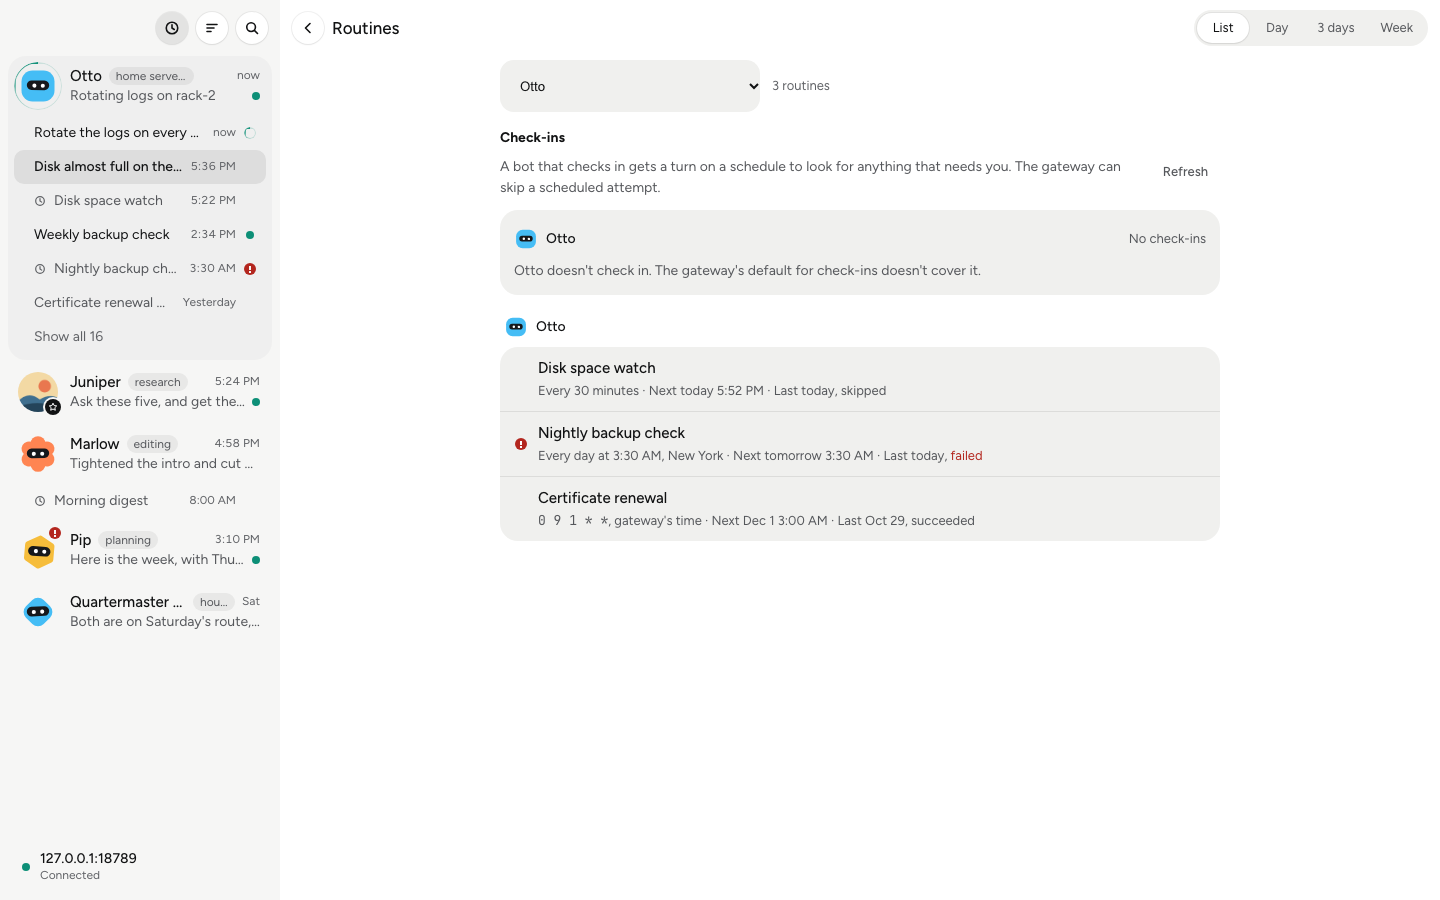 Otto home serve... now
Rotating logs on rack-2
Rotate the logs on every ... now
Disk almost full on the... 5:36 PM
Disk space watch 5:22 PM
Weekly backup check 2:34 PM
Nightly backup ch... 3:30 AM
Certificate renewal ... Yesterday
Show all 16
Juniper research 5:24 PM
Ask these five, and get the...
Marlow editing 4:58 PM
Tightened the intro and cut ...
Morning digest 8:00 AM
Pip planning 3:10 PM
Here is the week, with Thu...
Quartermaster ... hou... Sat
Both are on Saturday's route,...
127.0.0.1:18789
Connected
Routines
List Day 3 days Week
Otto 3 routines
Check-ins
A bot that checks in gets a turn on a schedule to look for anything that needs you. The gateway can
skip a scheduled attempt.
Refresh
Otto No check-ins
Otto doesn't check in. The gateway's default for check-ins doesn't cover it.
Otto
Disk space watch
Every 30 minutes · Next today 5:52 PM · Last today, skipped
Nightly backup check
Every day at 3:30 AM, New York · Next tomorrow 3:30 AM · Last today, failed
Certificate renewal
0 9 1 * *, gateway's time · Next Dec 1 3:00 AM · Last Oct 29, succeeded